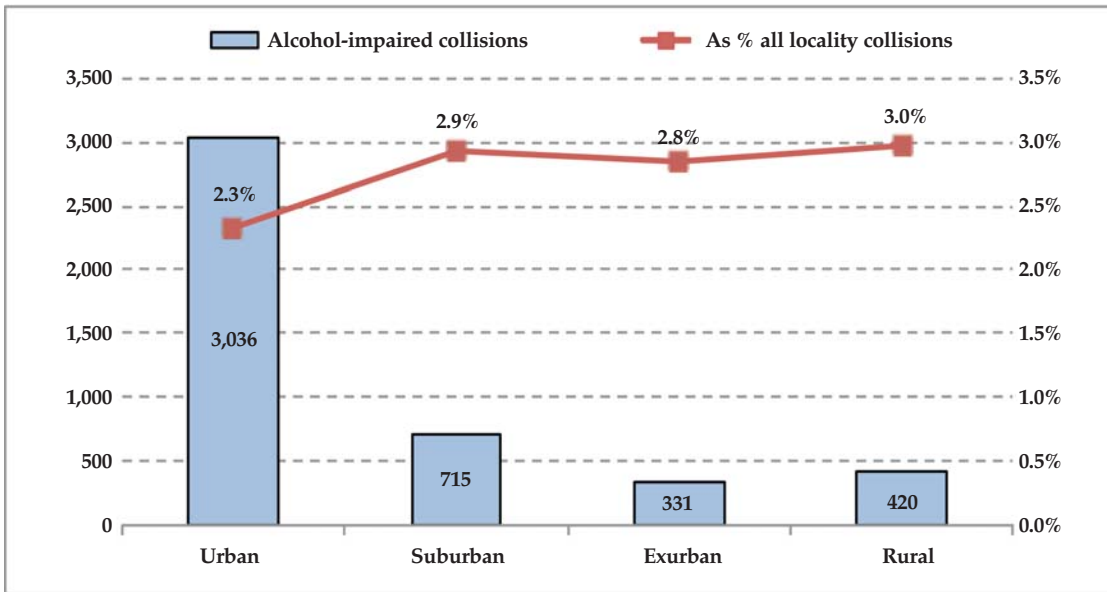 Alcohol-impaired collisions As % all locality collisions
3,500 3.5%
3,000 2.9% 2.8% 3.0% 3.0%
2,500 2.3% 2.5%
2,000 2.0%
1,500 3,036 1.5%
1,000 1.0%
500 715 331 420 0.5%
0 0.0%
Urban Suburban Exurban Rural